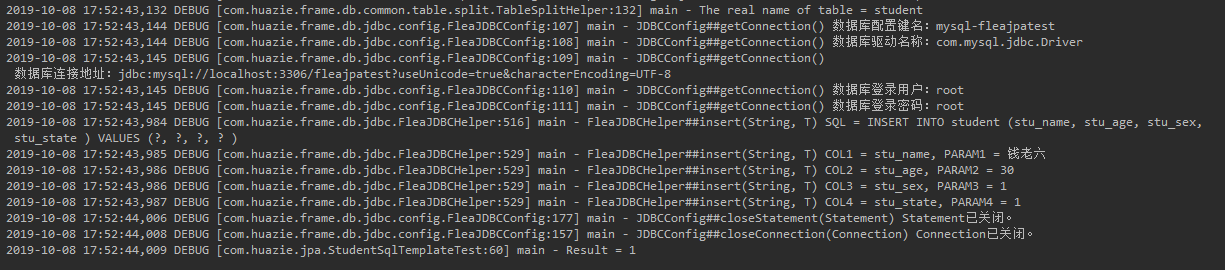 2019-10-08 17:52:43,132 DEBUG [com.huazie.frame.db.common.table.split.TableSplitHelper:132] main - The real name of table = student
2019-10-08 17:52:43,144 DEBUG [com.huazie.frame.db.jdbc.config.FleaJDBCConfig:107] main - JDBCConfig##getConnection() 数据库配置键名：mysql-fleajpatest
2019-10-08 17:52:43,144 DEBUG [com.huazie.frame.db.jdbc.config.FleaJDBCConfig:108] main - JDBCConfig##getConnection() 数据库驱动名称：com.mysql.jdbc.Driver
2019-10-08 17:52:43,144 DEBUG [com.huazie.frame.db.jdbc.config.FleaJDBCConfig:109] main - JDBCConfig##getConnection()
数据库连接地址：jdbc:mysql://localhost:3306/fleajpatest?useUnicode=true&characterEncoding=UTF-8
2019-10-08 17:52:43,145 DEBUG [com.huazie.frame.db.jdbc.config.FleaJDBCConfig:110] main - JDBCConfig##getConnection() 数据库登录用户：root
2019-10-08 17:52:43,145 DEBUG [com.huazie.frame.db.jdbc.config.FleaJDBCConfig:111] main - JDBCConfig##getConnection() 数据库登录密码：root
2019-10-08 17:52:43,984 DEBUG [com.huazie.frame.db.jdbc.FleaJDBCHelper:516] main - FleaJDBCHelper##insert(String, T) SQL = INSERT INTO student (stu_name, stu_age, stu_sex,
stu_state ) VALUES (?, ?, ?, ? )
2019-10-08 17:52:43,985 DEBUG [com.huazie.frame.db.jdbc.FleaJDBCHelper:529] main - FleaJDBCHelper##insert(String, T) COL1 = stu_name, PARAM1 = 钱老六
2019-10-08 17:52:43,986 DEBUG [com.huazie.frame.db.jdbc.FleaJDBCHelper:529] main - FleaJDBCHelper##insert(String, T) COL2 = stu_age, PARAM2 = 30
2019-10-08 17:52:43,986 DEBUG [com.huazie.frame.db.jdbc.FleaJDBCHelper:529] main - FleaJDBCHelper##insert(String, T) COL3 = stu_sex, PARAM3 = 1
2019-10-08 17:52:43,987 DEBUG [com.huazie.frame.db.jdbc.FleaJDBCHelper:529] main - FleaJDBCHelper##insert(String, T) COL4 = stu_state, PARAM4 = 1
2019-10-08 17:52:44,006 DEBUG [com.huazie.frame.db.jdbc.config.FleaJDBCConfig:177] main - JDBCConfig##closeStatement(Statement) Statement已关闭。
2019-10-08 17:52:44,008 DEBUG [com.huazie.frame.db.jdbc.config.FleaJDBCConfig:157] main - JDBCConfig##closeConnection(Connection) Connection已关闭。
2019-10-08 17:52:44,009 DEBUG [com.huazie.jpa.StudentSqlTemplateTest:60] main - Result = 1